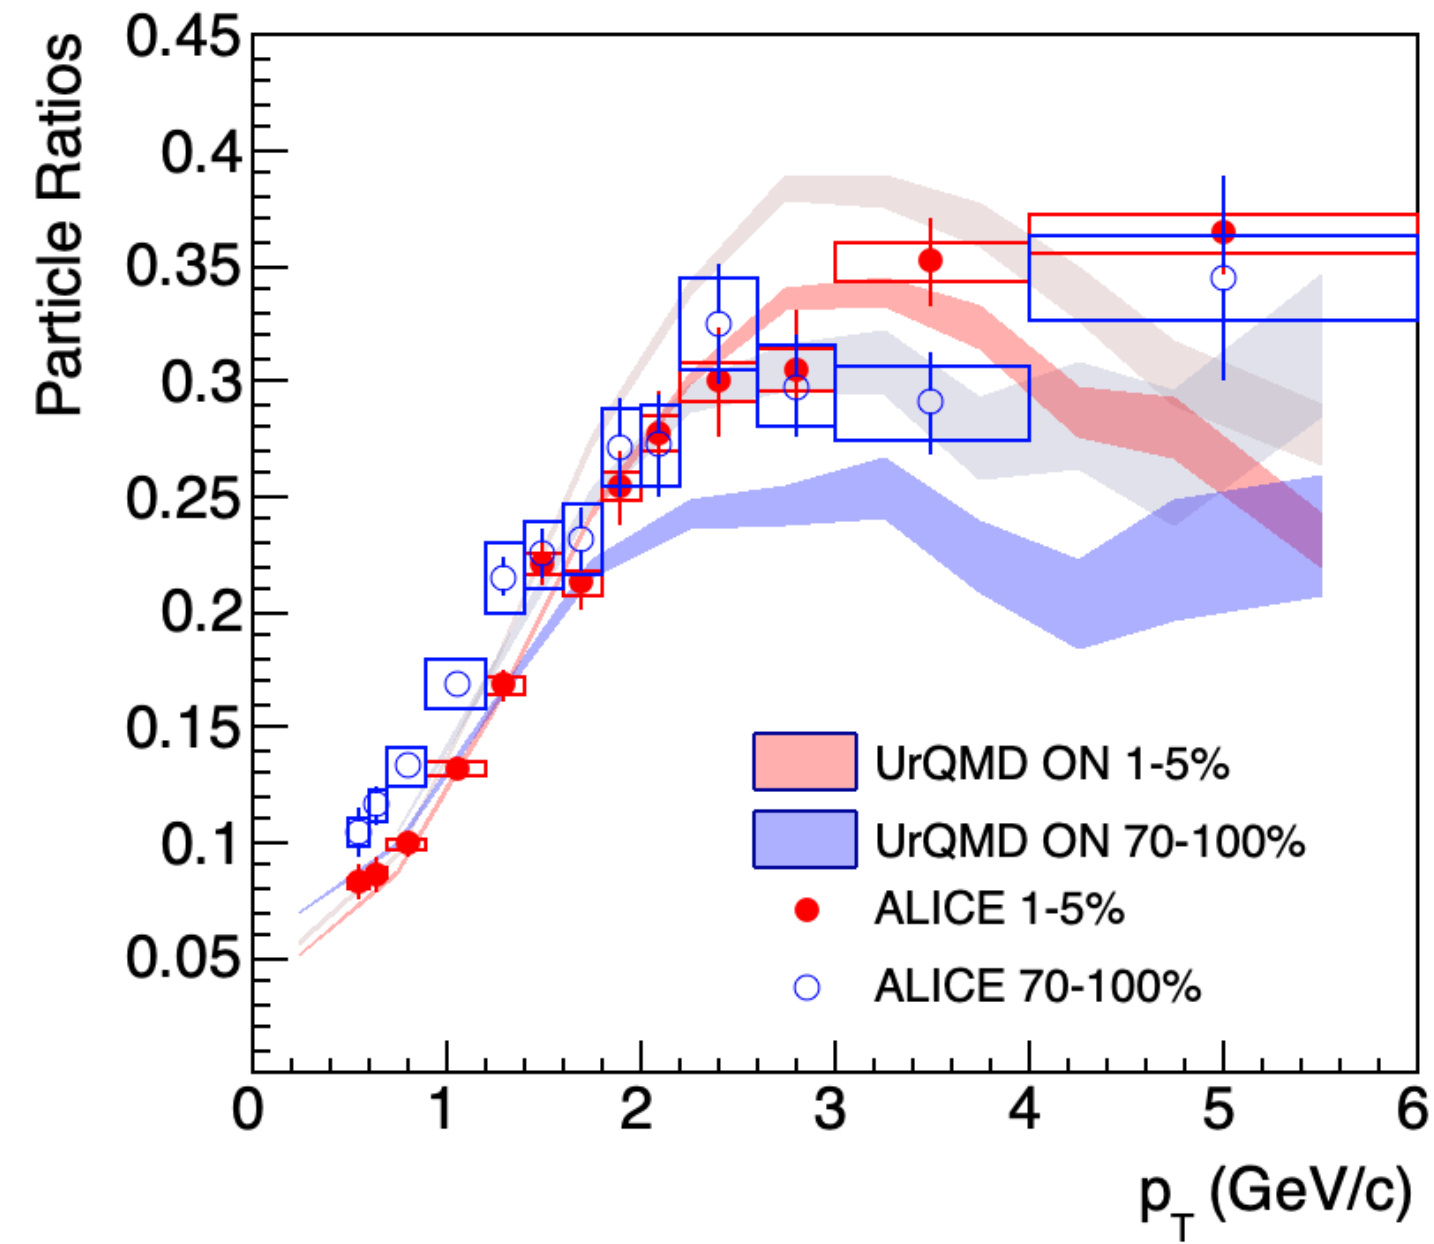 Particle Ratios
0.45
0.4
0.35
0.3
0.25
0.2
0.15
0.1
0.05
UrQMD ON 1-5%
UrQMD ON 70-100%
ALICE 1-5%
ALICE 70-100%
0 1 2 3 4 5 6
p_T (GeV/c)